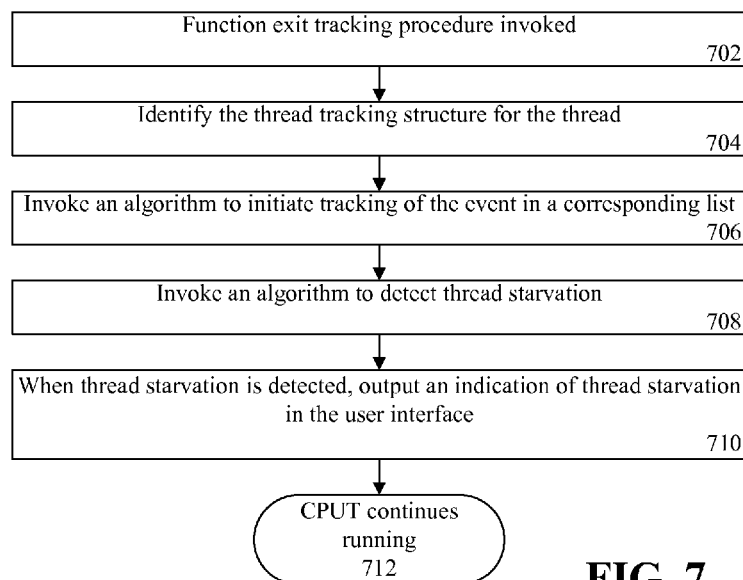 Function exit tracking procedure invoked
702
Identify the thread tracking structure for the thread
704
Invoke an algorithm to initiate tracking of the event in a corresponding list
706
Invoke an algorithm to detect thread starvation
708
When thread starvation is detected, output an indication of thread starvation
in the user interface
710
CPUT continues
running
712
FIG. 7